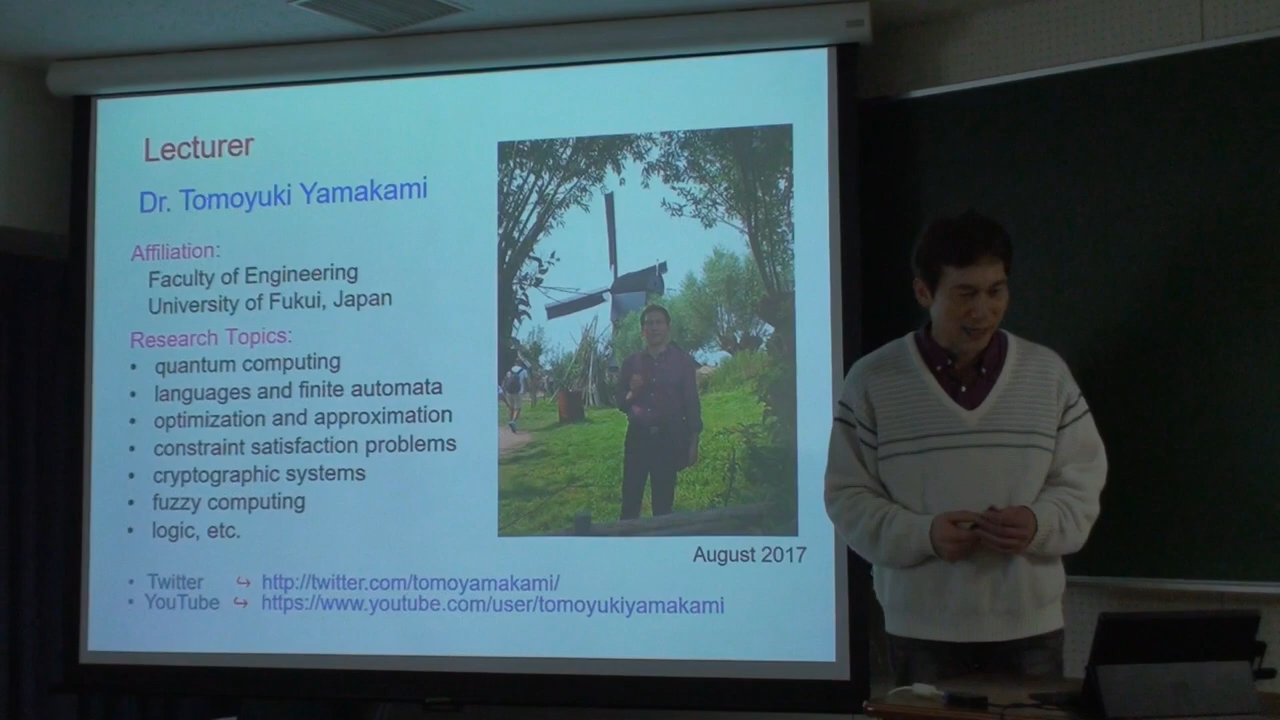 Lecturer
Dr. Tomoyuki Yamakami
Affiliation:
Faculty of Engineering
University of Fukui, Japan
Research Topics:
• quantum computing
• languages and finite automata
• optimization and approximation
• constraint satisfaction problems
• cryptographic systems
• fuzzy computing
• logic, etc.
August 2017
• Twitter ↪ http://twitter.com/tomoyamakami/
• YouTube ↪ https://www.youtube.com/user/tomoyukiyamakami